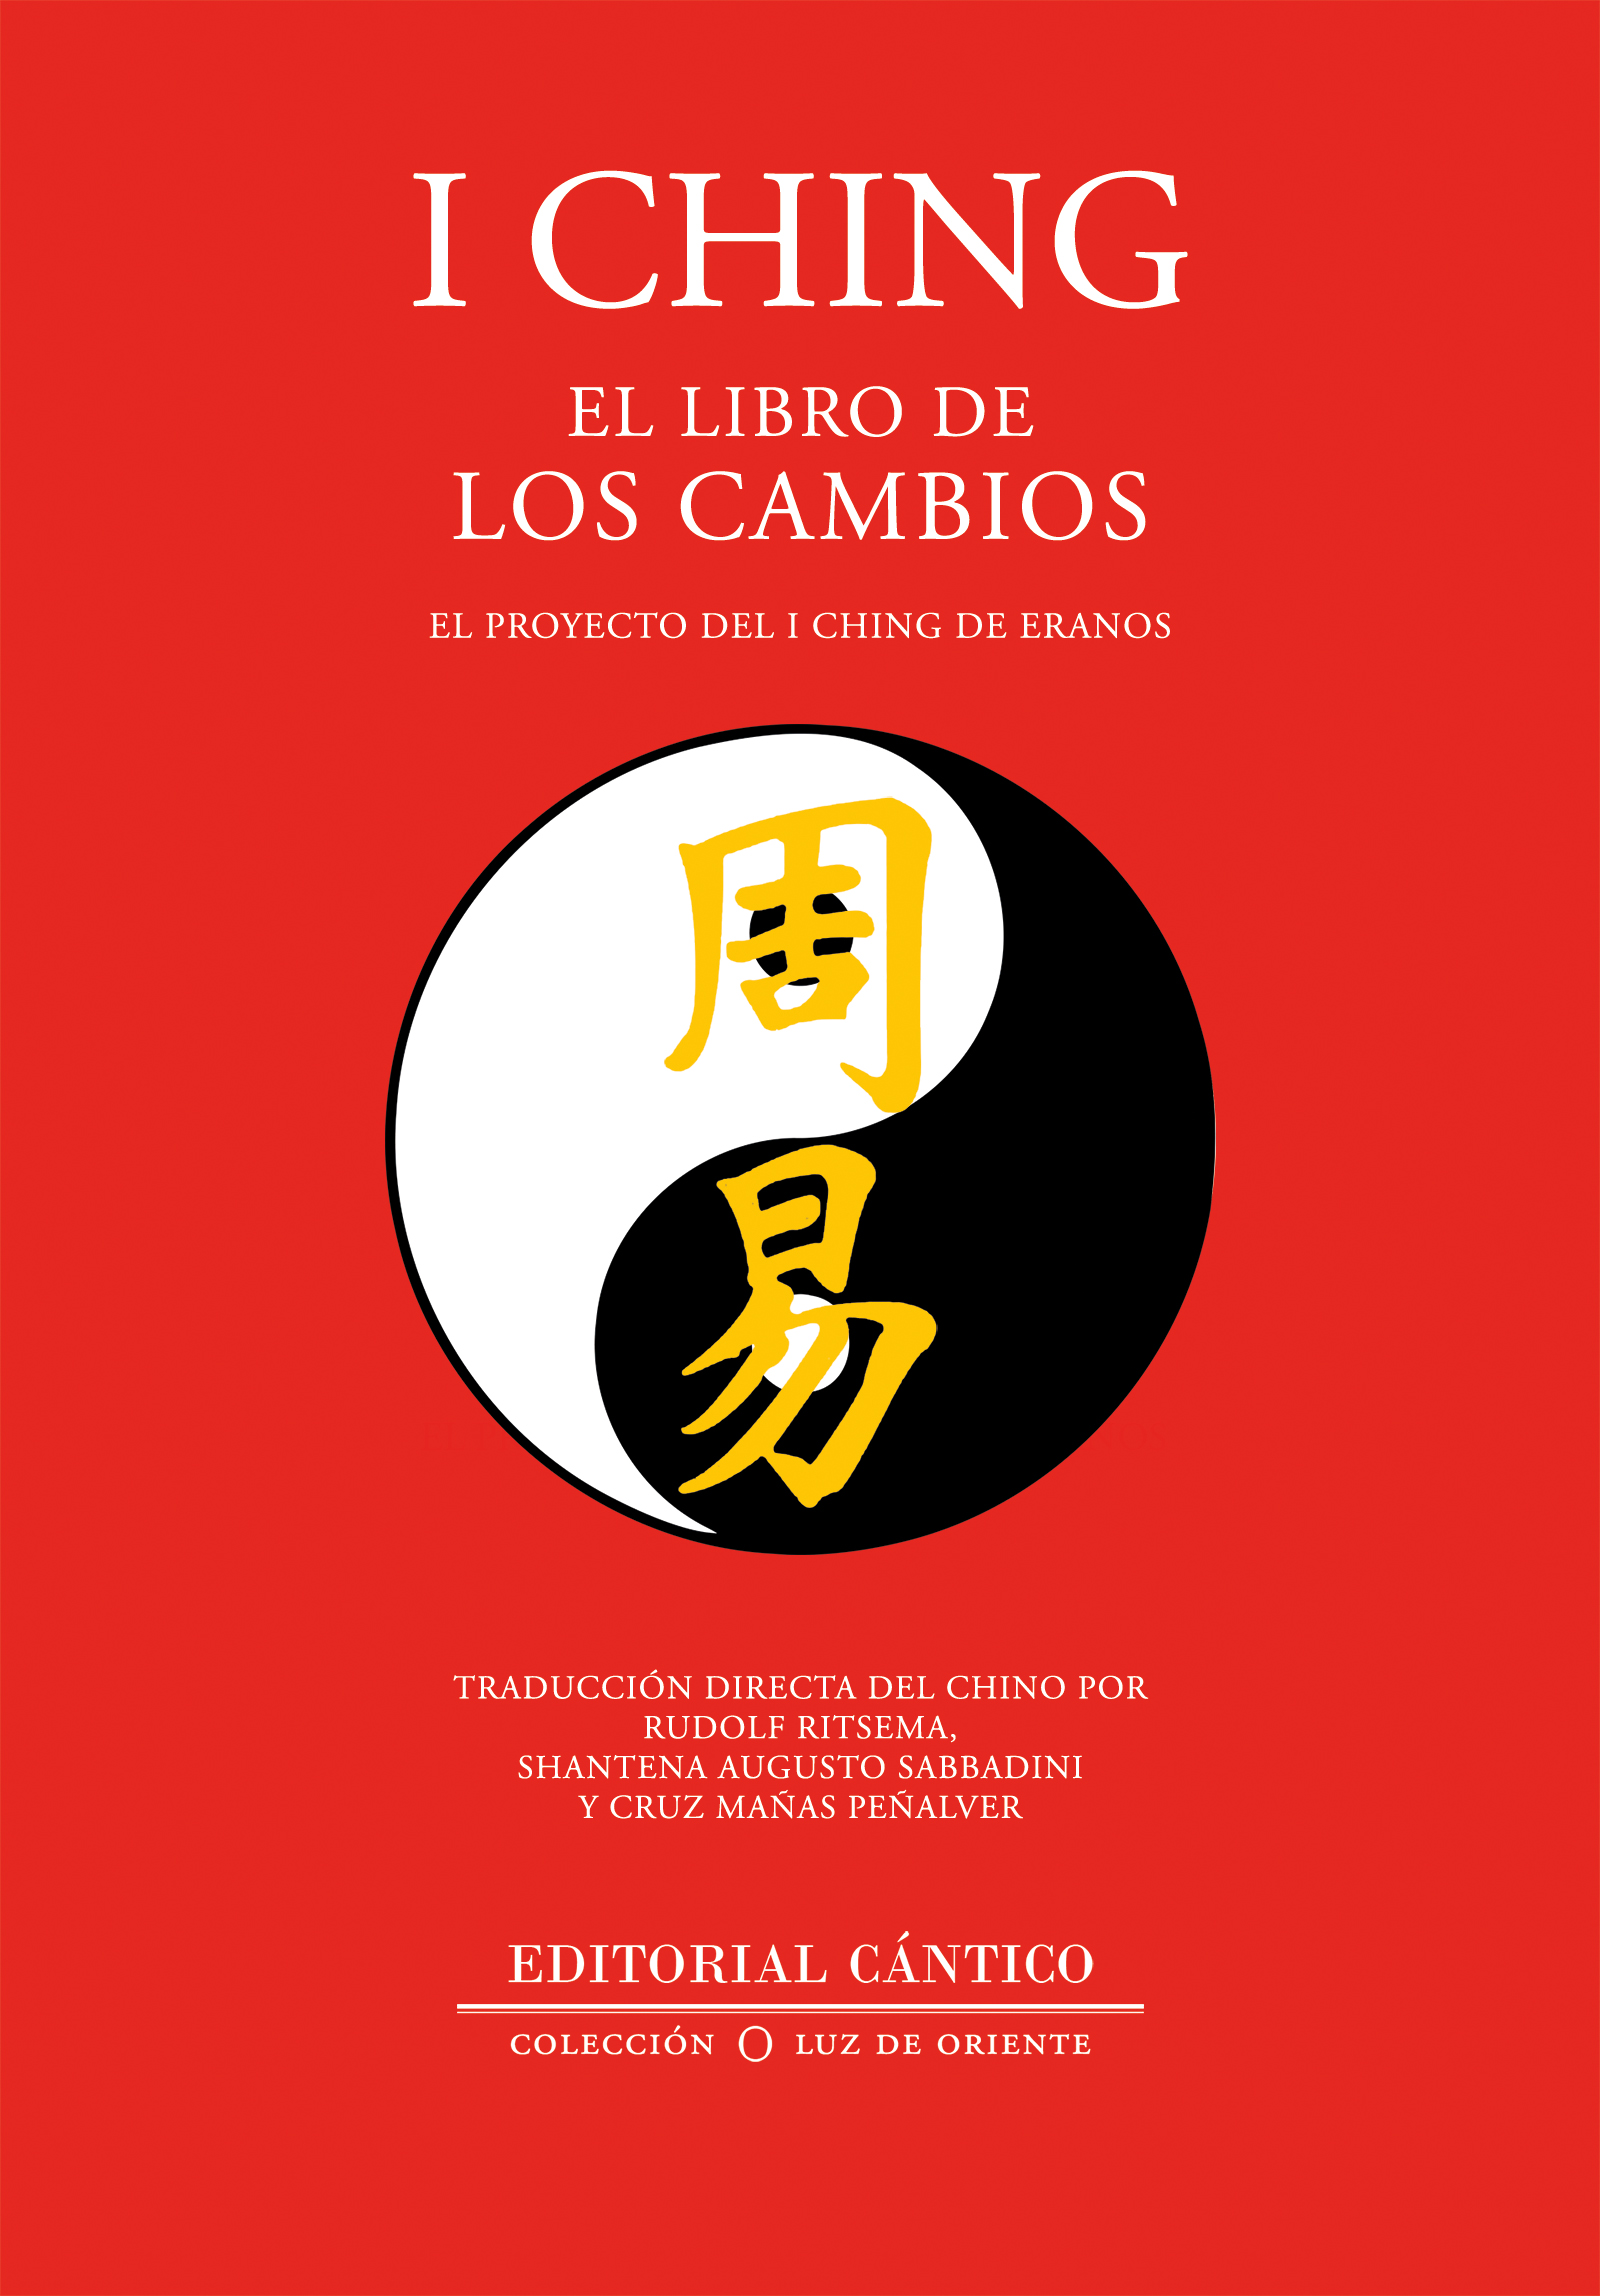 I CHING
EL LIBRO DE
LOS CAMBIOS
EL PROYECTO DEL I CHING DE ERANOS
周
易
TRADUCCIÓN DIRECTA DEL CHINO POR
RUDOLF RITSEMA,
SHANTENA AUGUSTO SABBADINI
Y CRUZ MAÑAS PEÑALVER
EDITORIAL CÁNTICO
COLECCIÓN O LUZ DE ORIENTE